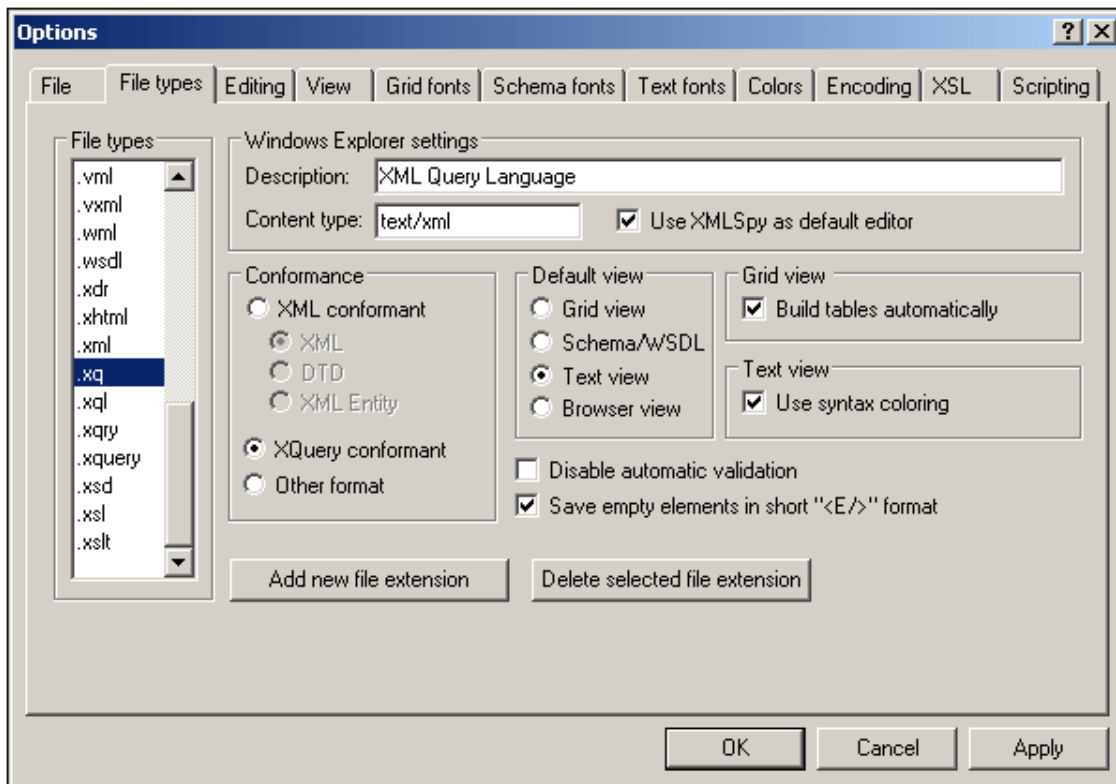 Options
File File types Editing View Grid fonts Schema fonts Text fonts Colors Encoding XSL Scripting
File types
.vml
.vxml
.wml
.wsdl
.xdr
.xhtml
.xml
.xq
.xql
.xqry
.xquery
.xsd
.xsl
.xslt
Windows Explorer settings
Description: XML Query Language
Content type: text/xml Use XMLSpy as default editor
Conformance
XML conformant
XML
DTD
XML Entity
XQuery conformant
Other format
Default view
Grid view
Schema/WSDL
Text view
Browser view
Grid view
Build tables automatically
Text view
Use syntax coloring
Disable automatic validation
Save empty elements in short "<E/>" format
Add new file extension Delete selected file extension
OK Cancel Apply